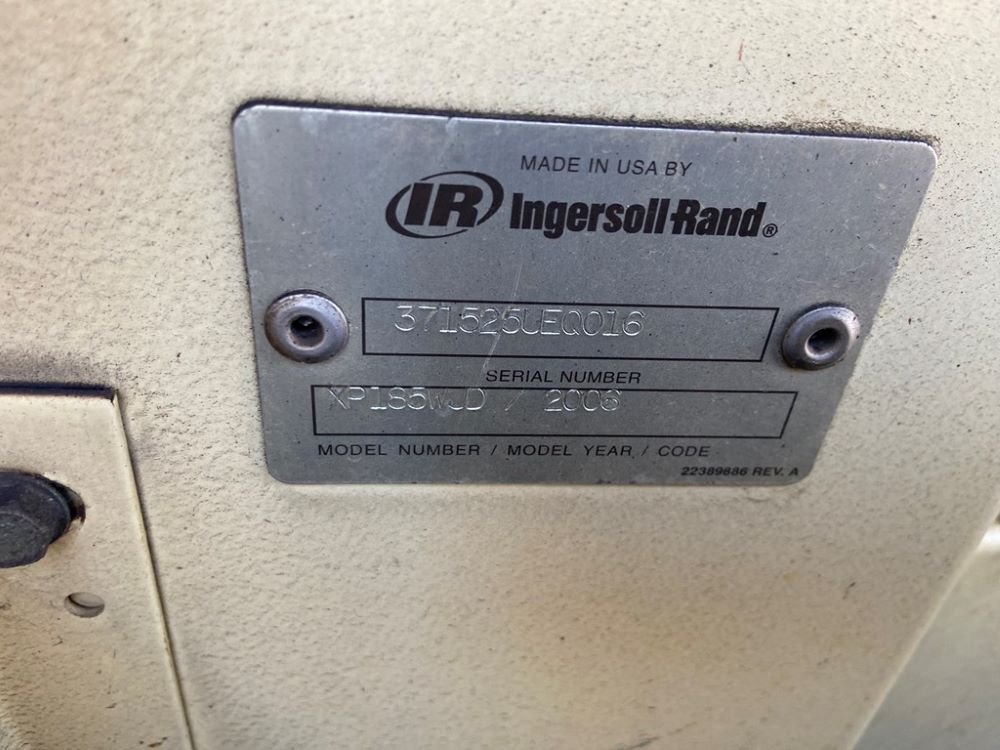 MADE IN USA BY
IR Ingersoll-Rand®
371525UEQ016
SERIAL NUMBER
XP185WJD / 2006
MODEL NUMBER / MODEL YEAR / CODE
22389886 REV. A